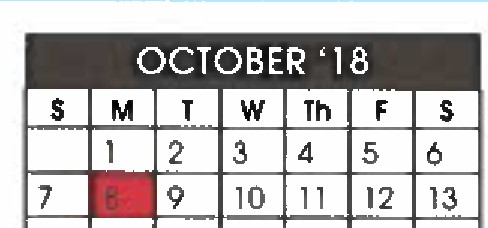 OCTOBER '18
S M T W Th F S
1 2 3 4 5 6
7 8 9 10 11 12 13